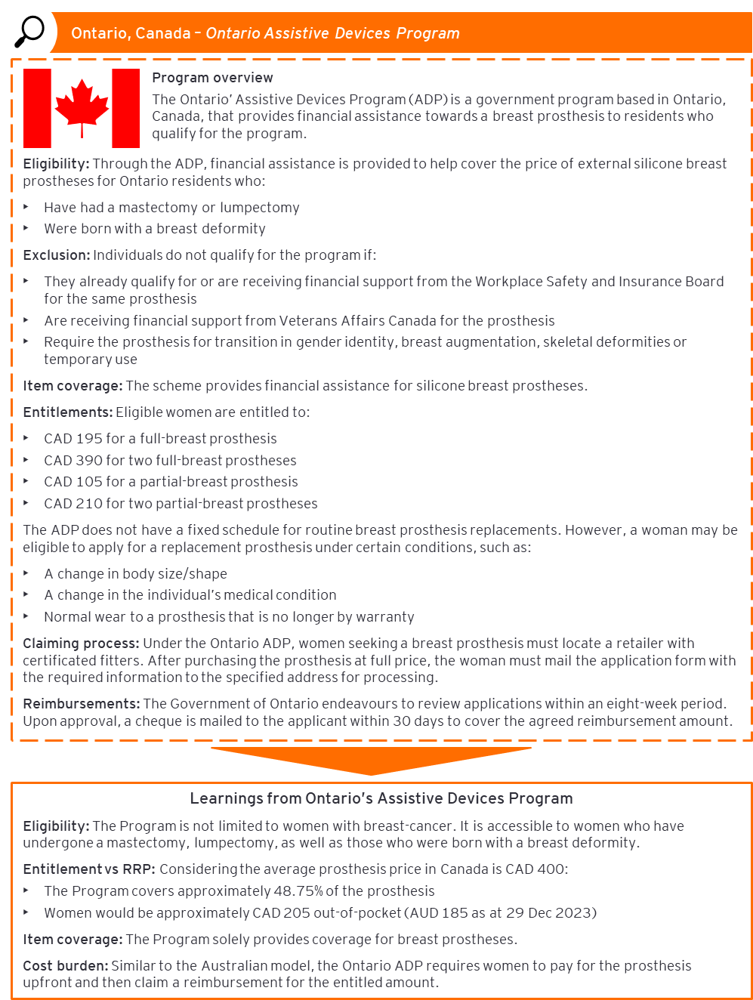 Ontario, Canada – Ontario Assistive Devices Program
Program overview
The Ontario' Assistive Devices Program (ADP) is a government program based in Ontario,
Canada, that provides financial assistance towards a breast prosthesis to residents who
qualify for the program.
Eligibility: Through the ADP, financial assistance is provided to help cover the price of external silicone breast
prostheses for Ontario residents who:
‣ Have had a mastectomy or lumpectomy
‣ Were born with a breast deformity
Exclusion: Individuals do not qualify for the program if:
‣ They already qualify for or are receiving financial support from the Workplace Safety and Insurance Board
for the same prosthesis
‣ Are receiving financial support from Veterans Affairs Canada for the prosthesis
‣ Require the prosthesis for transition in gender identity, breast augmentation, skeletal deformities or
temporary use
Item coverage: The scheme provides financial assistance for silicone breast prostheses.
Entitlements: Eligible women are entitled to:
‣ CAD 195 for a full-breast prosthesis
‣ CAD 390 for two full-breast prostheses
‣ CAD 105 for a partial-breast prosthesis
‣ CAD 210 for two partial-breast prostheses
The ADP does not have a fixed schedule for routine breast prosthesis replacements. However, a woman may be
eligible to apply for a replacement prosthesis under certain conditions, such as:
‣ A change in body size/shape
‣ A change in the individual's medical condition
‣ Normal wear to a prosthesis that is no longer by warranty
Claiming process: Under the Ontario ADP, women seeking a breast prosthesis must locate a retailer with
certificated fitters. After purchasing the prosthesis at full price, the woman must mail the application form with
the required information to the specified address for processing.
Reimbursements: The Government of Ontario endeavours to review applications within an eight-week period.
Upon approval, a cheque is mailed to the applicant within 30 days to cover the agreed reimbursement amount.
Learnings from Ontario's Assistive Devices Program
Eligibility: The Program is not limited to women with breast-cancer. It is accessible to women who have
undergone a mastectomy, lumpectomy, as well as those who were born with a breast deformity.
Entitlement vs RRP: Considering the average prosthesis price in Canada is CAD 400:
‣ The Program covers approximately 48.75% of the prosthesis
‣ Women would be approximately CAD 205 out-of-pocket (AUD 185 as at 29 Dec 2023)
Item coverage: The Program solely provides coverage for breast prostheses.
Cost burden: Similar to the Australian model, the Ontario ADP requires women to pay for the prosthesis
upfront and then claim a reimbursement for the entitled amount.